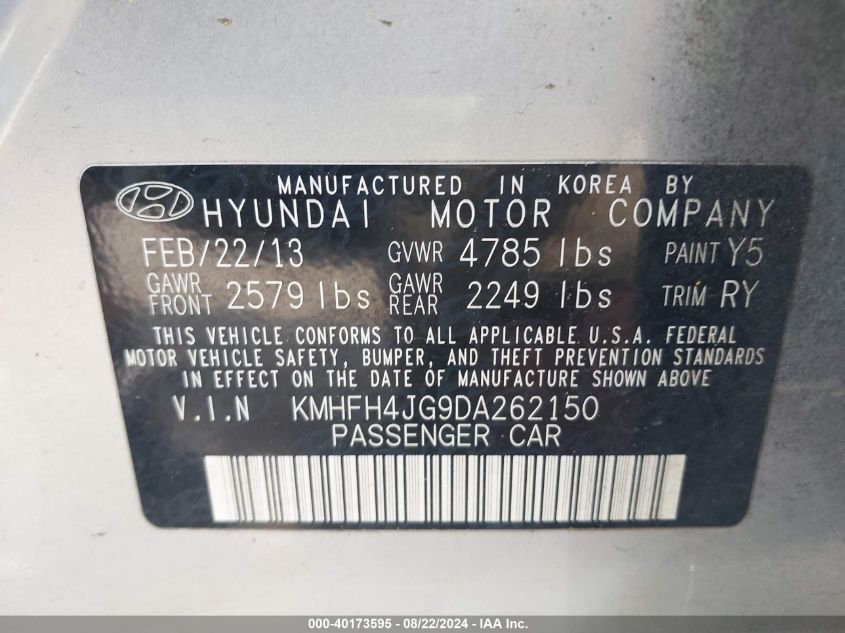 MANUFACTURED IN KOREA BY
HYUNDAI MOTOR COMPANY
FEB/22/13 GVWR 4785 lbs PAINT Y5
GAWR FRONT 2579 lbs GAWR REAR 2249 lbs TRIM RY
THIS VEHICLE CONFORMS TO ALL APPLICABLE U.S.A. FEDERAL
MOTOR VEHICLE SAFETY, BUMPER, AND THEFT PREVENTION STANDARDS
IN EFFECT ON THE DATE OF MANUFACTURE SHOWN ABOVE
V.I.N KMHFH4JG9DA262150
PASSENGER CAR
000-40173595 - 08/22/2024 - IAA Inc.